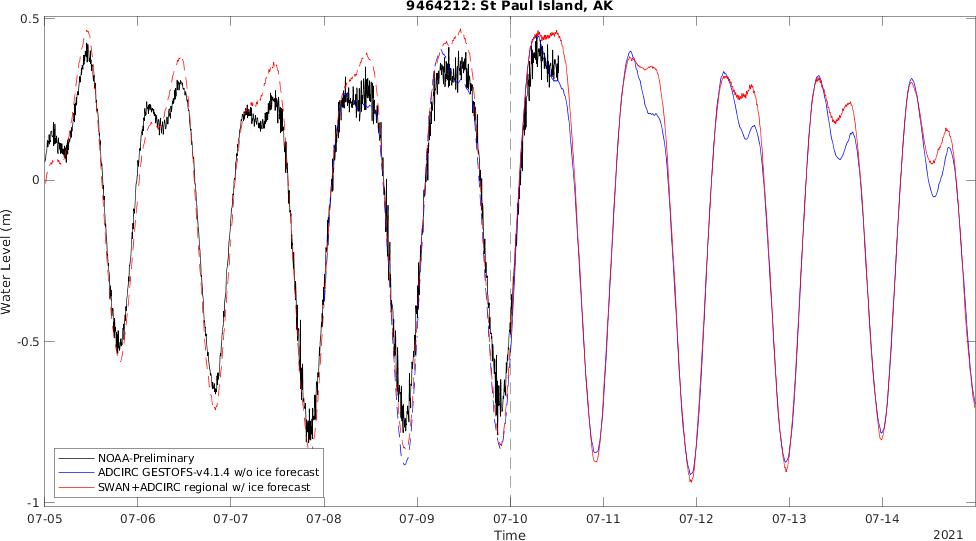 9464212: St Paul Island, AK
0.5
0
-0.5
-1
Water Level (m)
NOAA-Preliminary
ADCIRC GESTOFS-v4.1.4 w/o ice forecast
SWAN+ADCIRC regional w/ ice forecast
07-05 07-06 07-07 07-08 07-09 07-10 07-11 07-12 07-13 07-14
Time
2021